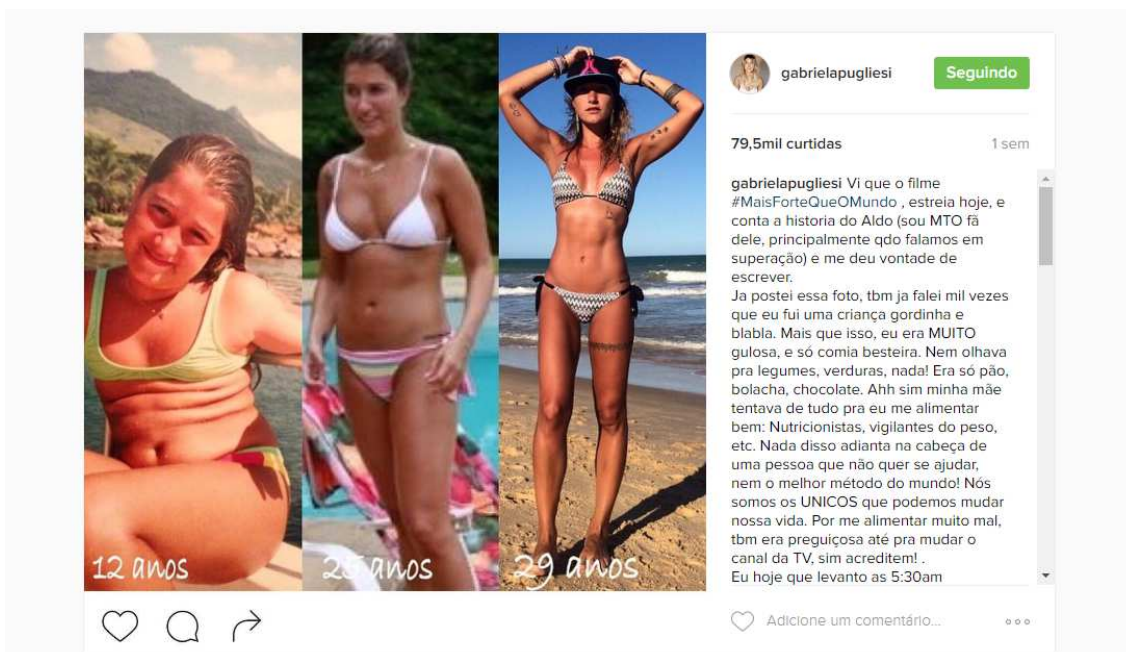 12 anos
25 anos
29 anos
gabrielapugliesi
Seguindo
79,5mil curtidas
1 sem
gabrielapugliesi Vi que o filme
#MaisForteQueOMundo , estreia hoje, e
conta a historia do Aldo (sou MTO fã
dele, principalmente qdo falamos em
superação) e me deu vontade de
escrever.
Ja postei essa foto, tbm ja falei mil vezes
que eu fui uma criança gordinha e
blabla. Mais que isso, eu era MUITO
gulosa, e só comia besteira. Nem olhava
pra legumes, verduras, nada! Era só pão,
bolacha, chocolate. Ahh sim minha mãe
tentava de tudo pra eu me alimentar
bem: Nutricionistas, vigilantes do peso,
etc. Nada disso adianta na cabeça de
uma pessoa que não quer se ajudar,
nem o melhor método do mundo! Nós
somos os UNICOS que podemos mudar
nossa vida. Por me alimentar muito mal,
tbm era preguiçosa até pra mudar o
canal da TV, sim acreditem! .
Eu hoje que levanto as 5:30am
Adicione um comentário...